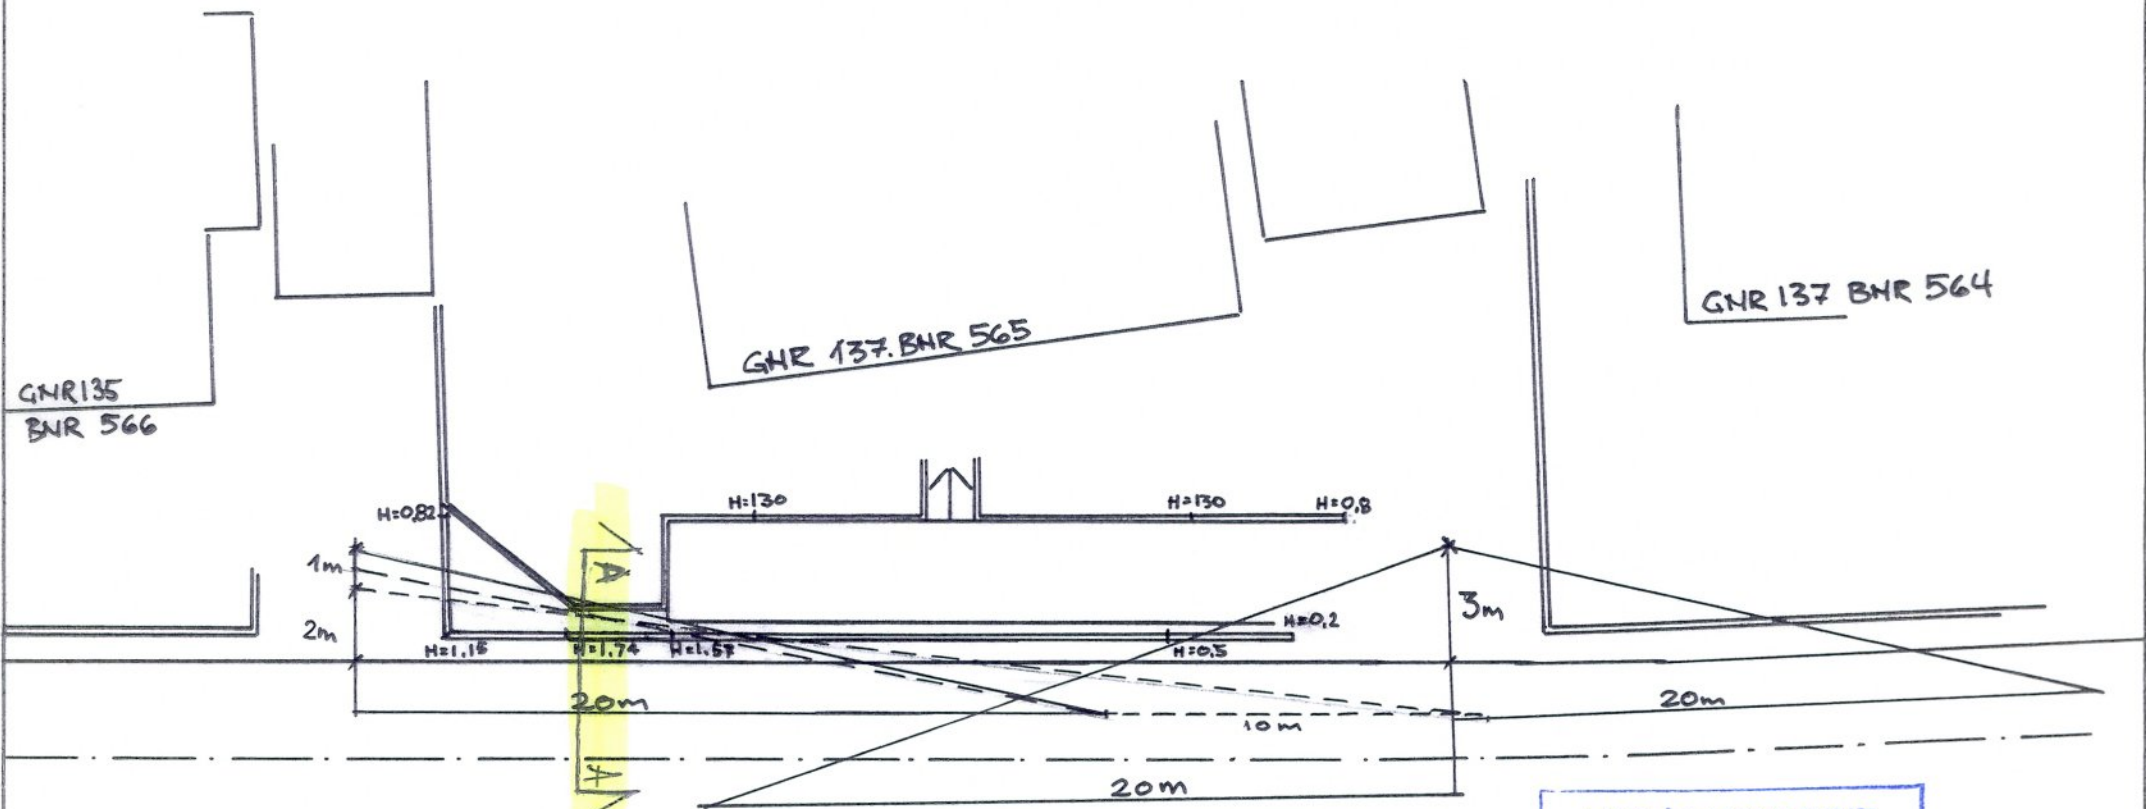 GNR 137 BNR 564
GNR 137. BNR 565
GNR135
BNR 566
H=130
H=130
H=0,8
H=0,82
1m
A
3m
H=0,2
2m
H=1,15
H=1,74
H=1,57
H=0,5
20m
20m
10m
A
20m